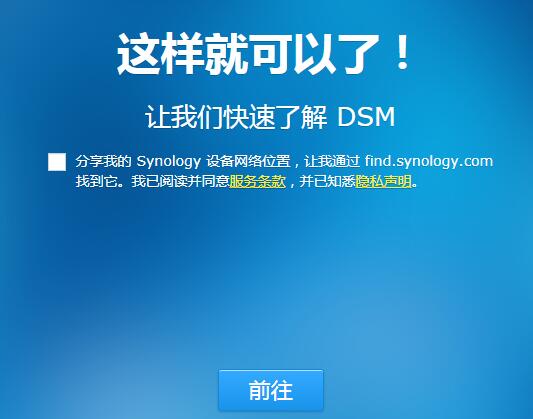 这样就可以了！
让我们快速了解 DSM
分享我的 Synology 设备网络位置，让我通过 find.synology.com
找到它。我已阅读并同意服务条款，并已知悉隐私声明。
前往